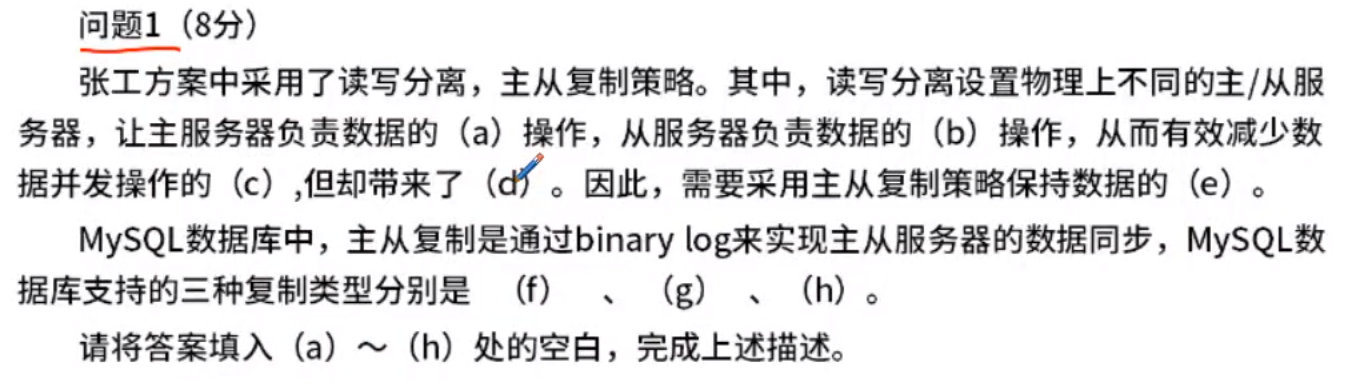 问题1（8分）
张工方案中采用了读写分离，主从复制策略。其中，读写分离设置物理上不同的主/从服
务器，让主服务器负责数据的（a）操作，从服务器负责数据的（b）操作，从而有效减少数
据并发操作的（c）,但却带来了（d）。因此，需要采用主从复制策略保持数据的（e）。
MySQL数据库中，主从复制是通过binary log来实现主从服务器的数据同步，MySQL数
据库支持的三种复制类型分别是 （f） 、（g） 、（h）。
请将答案填入（a）～（h）处的空白，完成上述描述。